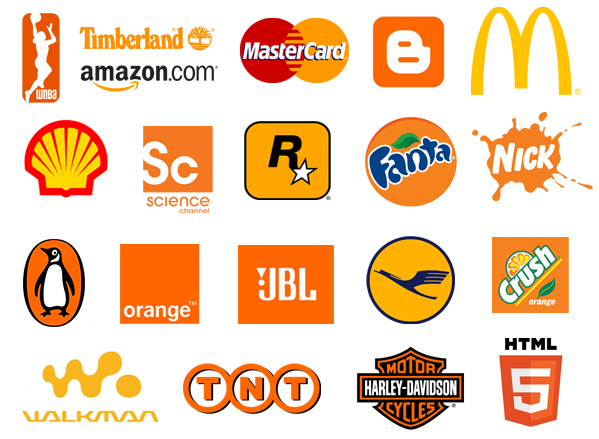 WNBA
Timberland ®
amazon.com®
MasterCard
B
M ®
Sc
science
channel
R ®
Fanta ®
NICK
orange™
JBL
Crush
orange
WALKMAN
TNT
MOTOR
HARLEY-DAVIDSON
CYCLES ®
HTML
5